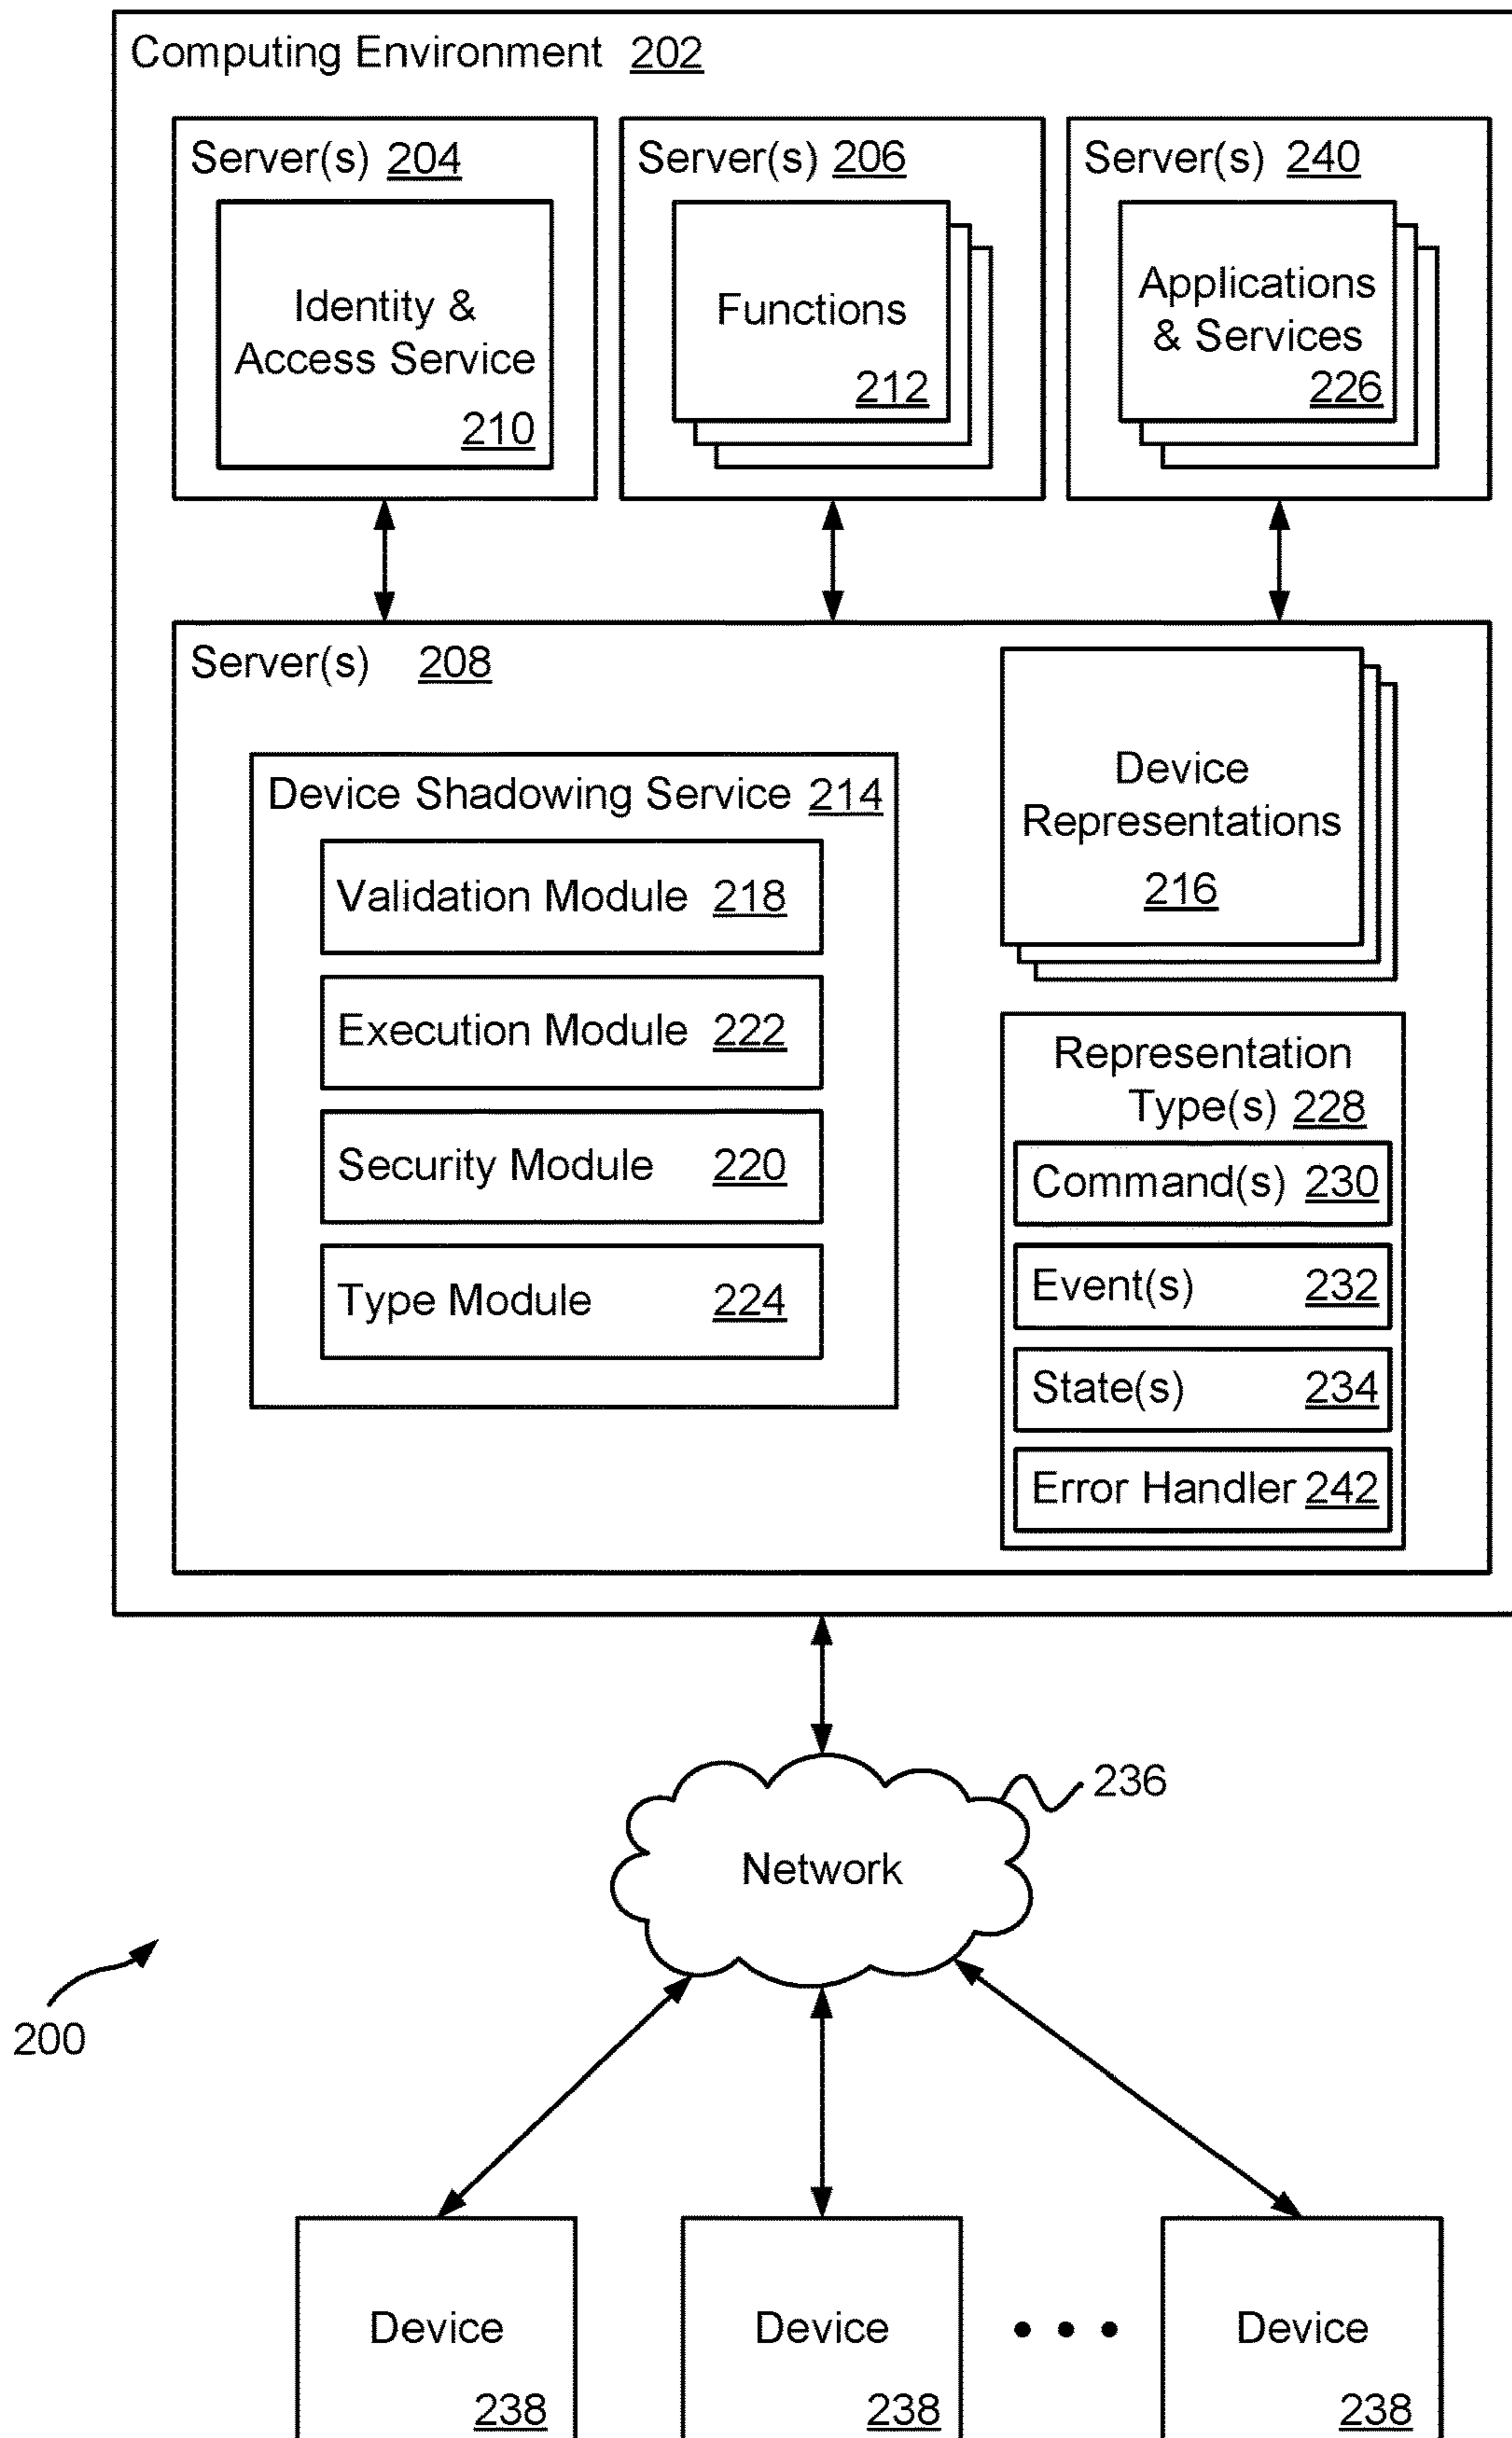 Computing Environment 202
Server(s) 204
Identity &
Access Service
210
Server(s) 206
Functions
212
Server(s) 240
Applications
& Services
226
Server(s) 208
Device Shadowing Service 214
Validation Module 218
Execution Module 222
Security Module 220
Type Module 224
Device
Representations
216
Representation
Type(s) 228
Command(s) 230
Event(s) 232
State(s) 234
Error Handler 242
236
Network
200
Device
238
Device
238
Device
238